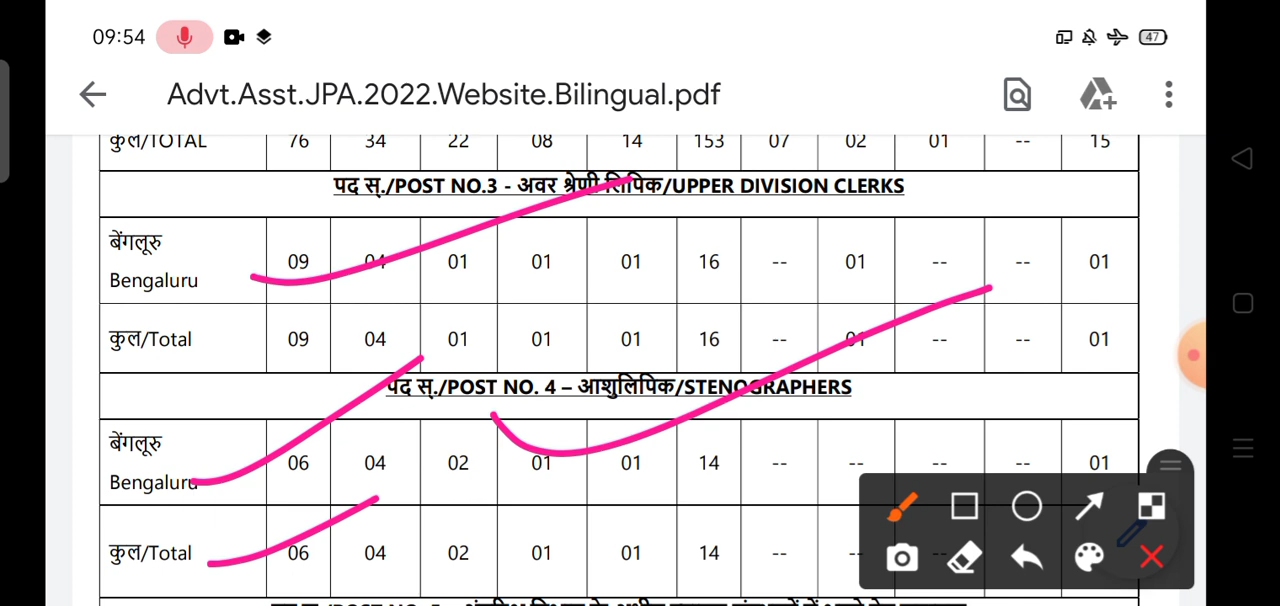 09:54
47
Advt.Asst.JPA.2022.Website.Bilingual.pdf
कुल/TOTAL 76 34 22 08 14 153 07 02 01 -- 15
पद स्./POST NO.3 - अवर श्रेणी लिपिक/UPPER DIVISION CLERKS
बेंगलूरु
Bengaluru 09 04 01 01 01 16 -- 01 -- -- 01
कुल/Total 09 04 01 01 01 16 -- 01 -- -- 01
पद स्./POST NO. 4 – आशुलिपिक/STENOGRAPHERS
बेंगलूरु
Bengaluru 06 04 02 01 01 14 -- -- -- -- 01
कुल/Total 06 04 02 01 01 14 -- --